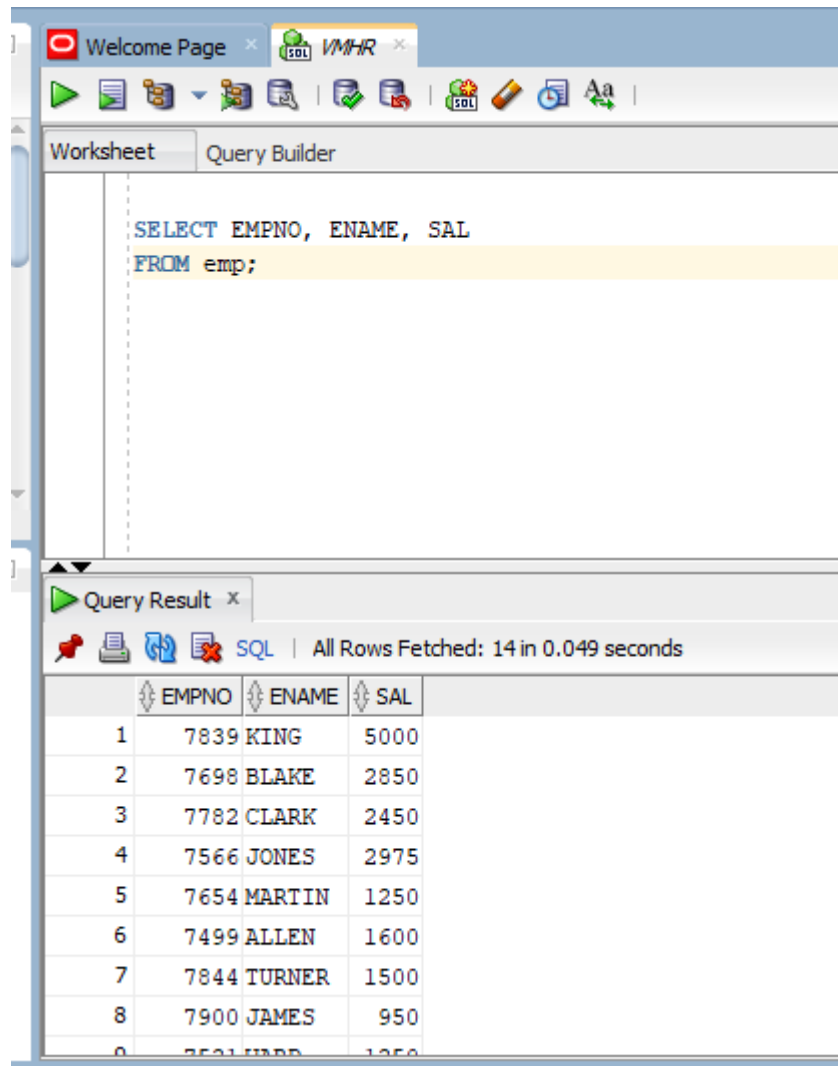 Welcome Page VMHR
SQL
Worksheet Query Builder
SELECT EMPNO, ENAME, SAL
FROM emp;
Query Result
SQL | All Rows Fetched: 14 in 0.049 seconds
EMPNO ENAME SAL
1 7839 KING 5000
2 7698 BLAKE 2850
3 7782 CLARK 2450
4 7566 JONES 2975
5 7654 MARTIN 1250
6 7499 ALLEN 1600
7 7844 TURNER 1500
8 7900 JAMES 950